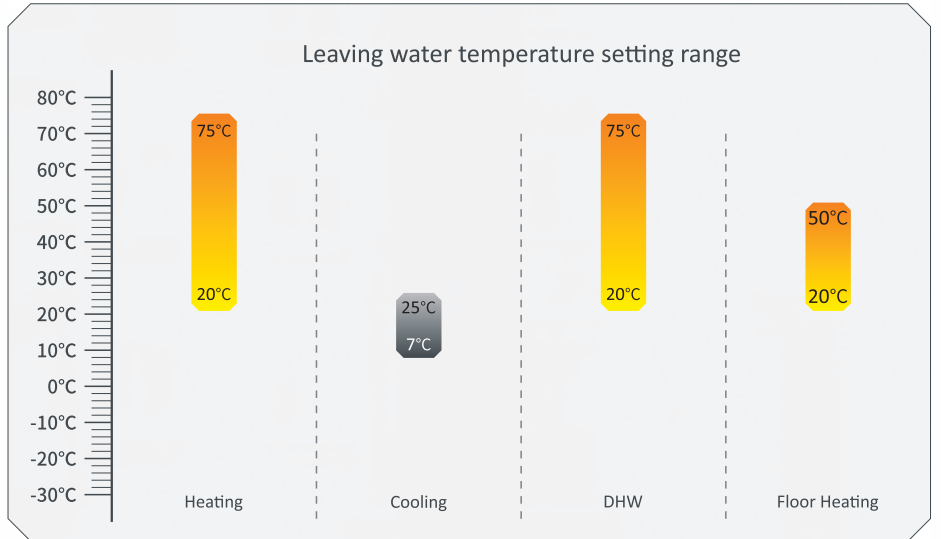 Leaving water temperature setting range
80°C
70°C
60°C
50°C
40°C
30°C
20°C
10°C
0°C
-10°C
-20°C
-30°C
75°C
20°C
Heating
25°C
7°C
Cooling
75°C
20°C
DHW
50°C
20°C
Floor Heating